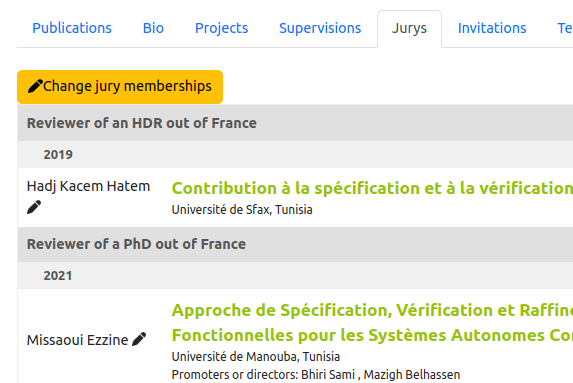 Publications Bio Projects Supervisions Jurys Invitations
Change jury memberships
Reviewer of an HDR out of France
2019
Hadj Kacem Hatem
Contribution à la spécification et à la vérification
Université de Sfax, Tunisia
Reviewer of a PhD out of France
2021
Missaoui Ezzine
Approche de Spécification, Vérification et
Fonctionnelles pour les Systèmes Autonomes
Université de Manouba, Tunisia
Promoters or directors: Bhiri Sami , Mazigh Belhassen